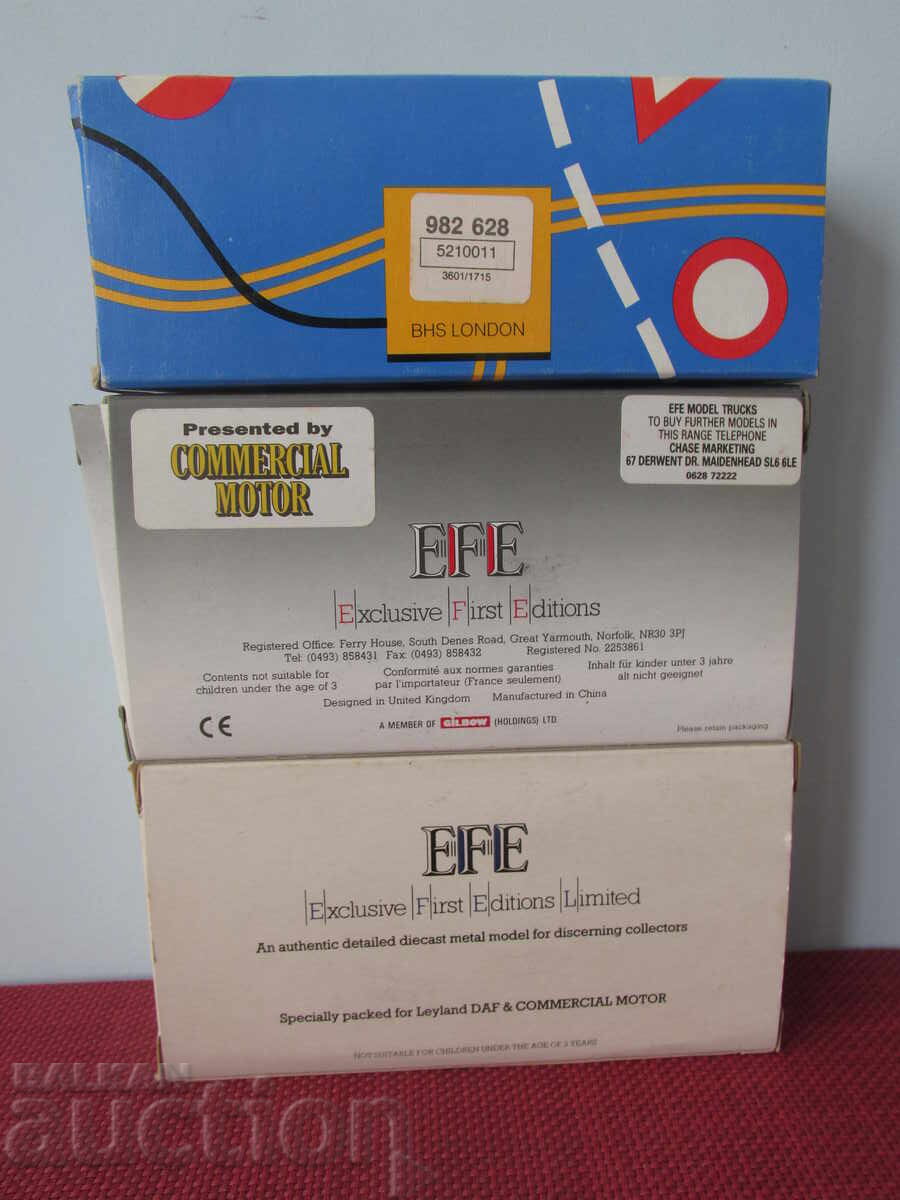 982 628
5210011
3601/1715
BHS LONDON
Presented by
COMMERCIAL
MOTOR
EFE MODEL TRUCKS
TO BUY FURTHER MODELS IN
THIS RANGE TELEPHONE
CHASE MARKETING
67 DERWENT DR. MAIDENHEAD SL6 6LE
0628 72222
EFE
Exclusive First Editions
Registered Office: Ferry House, South Denes Road, Great Yarmouth, Norfolk, NR30 3PJ
Tel: (0493) 858431 Fax: (0493) 858432 Registered No. 2253861
Contents not suitable for
children under the age of 3
Conformité aux normes garanties
par l'importateur (France seulement)
Inhalt für kinder unter 3 jahre
alt nicht geeignet
Designed in United Kingdom Manufactured in China
CE
A MEMBER OF GILBOW (HOLDINGS) LTD.
Please retain packaging
EFE
Exclusive First Editions Limited
An authentic detailed diecast metal model for discerning collectors
Specially packed for Leyland DAF & COMMERCIAL MOTOR
NOT SUITABLE FOR CHILDREN UNDER THE AGE OF 3 YEARS
BALKAN
auction